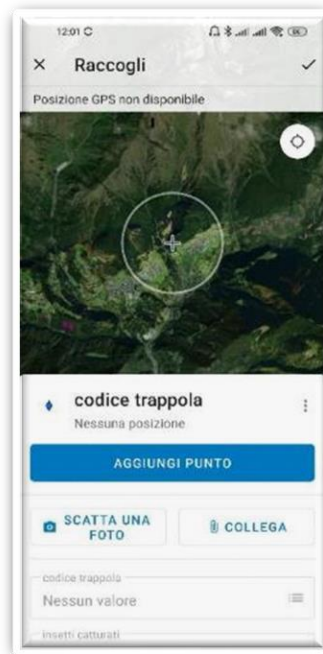 12:01
Raccogli
Posizione GPS non disponibile
codice trappola
Nessuna posizione
AGGIUNGI PUNTO
SCATTA UNA
FOTO
COLLEGA
codice trappola
Nessun valore
insetti catturati